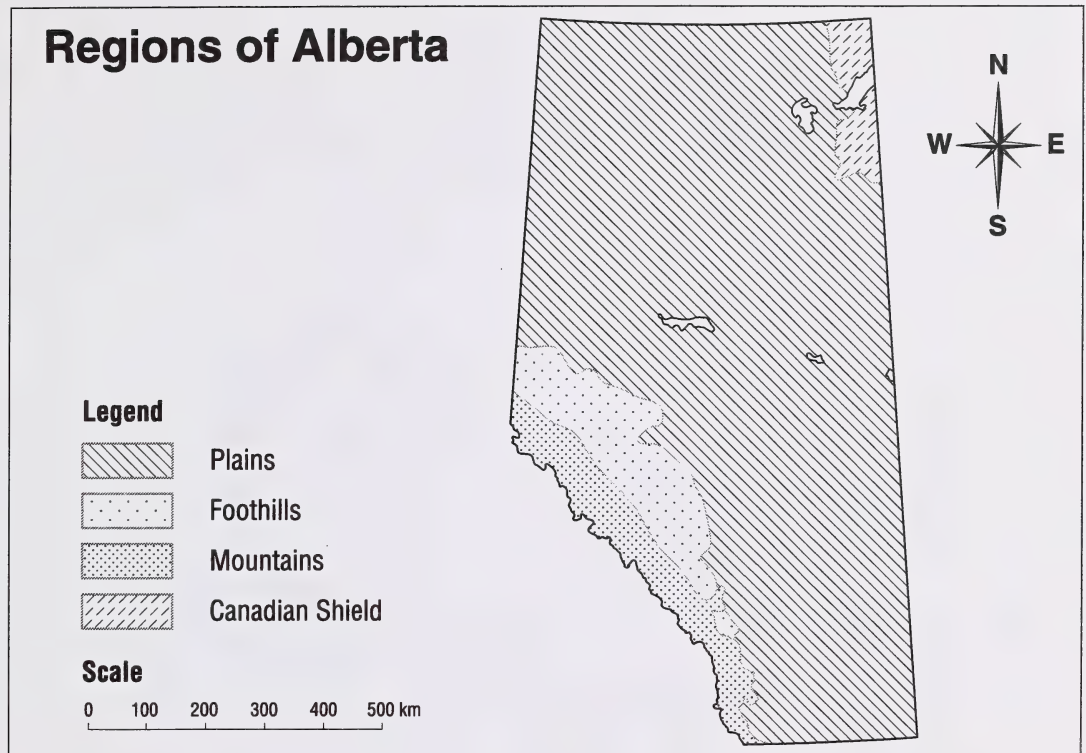 Regions of Alberta
N
W E
S
Legend
Plains
Foothills
Mountains
Canadian Shield
Scale
0 100 200 300 400 500 km